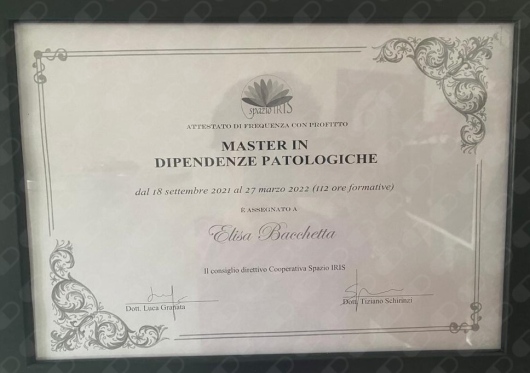 spazio IRIS
ATTESTATO DI FREQUENZA CON PROFITTO
MASTER IN
DIPENDENZE PATOLOGICHE
dal 18 settembre 2021 al 27 marzo 2022 (112 ore formative)
È ASSEGNATO A
Elisa Bacchetta
Il consiglio direttivo Cooperativa Spazio IRIS
Dott. Luca Granata
Dott. Tiziano Schirinzi